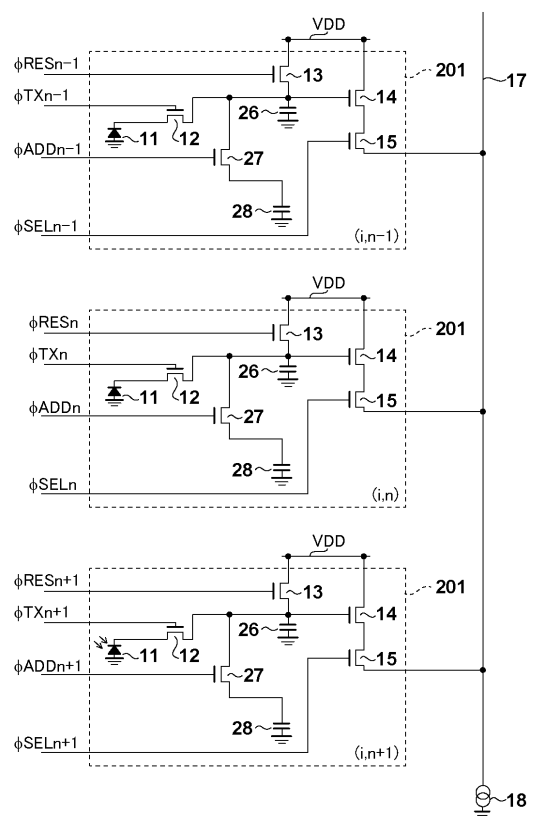 VDD
ϕRESn-1
13
201
17
ϕTXn-1
14
26
11
12
15
ϕADDn-1
27
28
ϕSELn-1
(i,n-1)
VDD
ϕRESn
13
201
ϕTXn
14
26
11
12
15
ϕADDn
27
28
ϕSELn
(i,n)
VDD
ϕRESn+1
13
201
ϕTXn+1
14
26
11
12
15
ϕADDn+1
27
28
ϕSELn+1
(i,n+1)
18